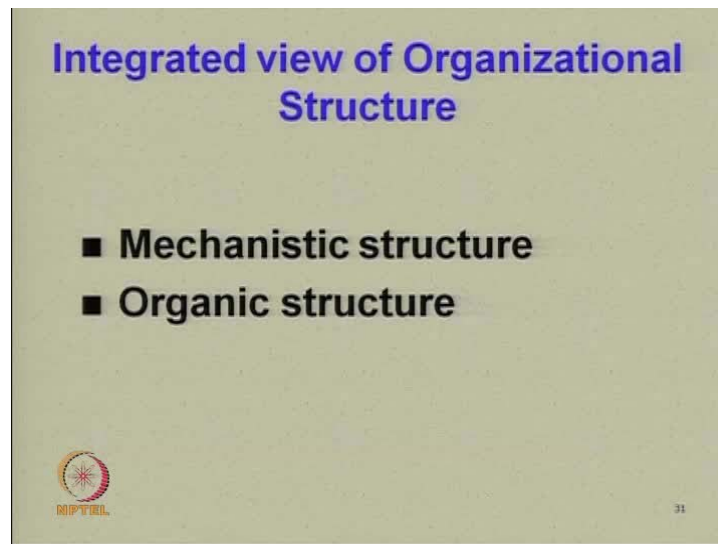 Integrated view of Organizational
Structure
■ Mechanistic structure
■ Organic structure
NPTEL
31